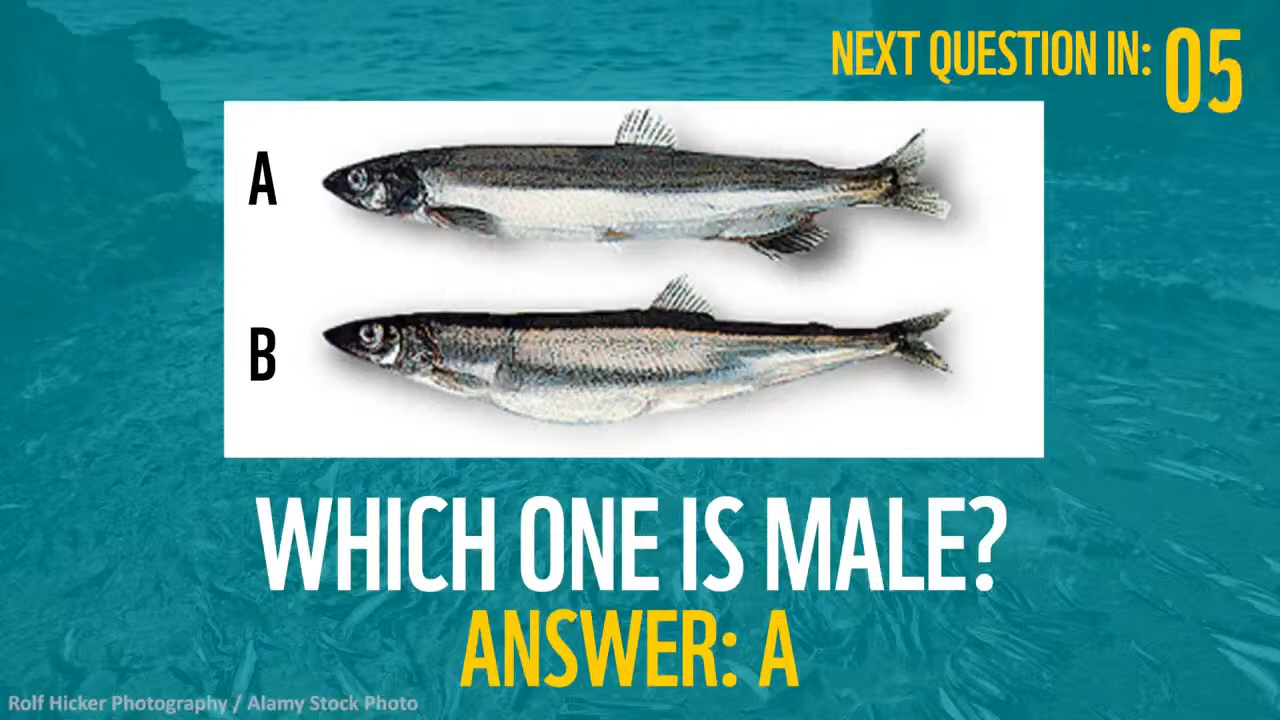 NEXT QUESTION IN: 05
A
B
WHICH ONE IS MALE?
ANSWER: A
Rolf Hicker Photography / Alamy Stock Photo